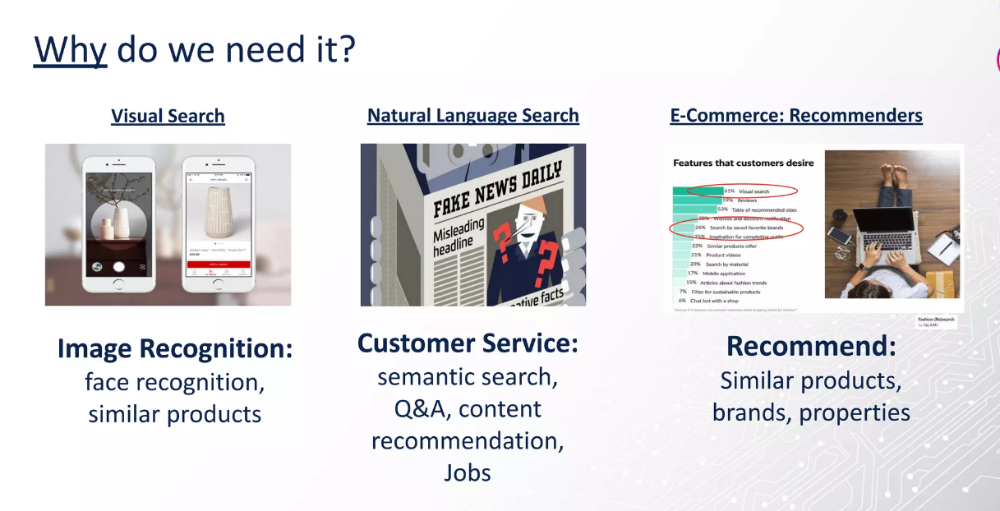 Why do we need it?
Visual Search
Natural Language Search
E-Commerce: Recommenders
Add to registry
FAKE NEWS DAILY
Misleading
headline
ative facts
Features that customers desire
61% Visual search
59% Reviews
53% Table of recommended sizes
Wishlist and discount notification
26% Search by saved favorite brands
25% Inspiration for completing outfit
22% Similar products offer
21% Product videos
20% Search by material
17% Mobile application
15% Articles about fashion trends
7% Filter for sustainable products
6% Chat bot with a shop
Fashion (Re)search
by GLAMI
Image Recognition:
face recognition,
similar products
Customer Service:
semantic search,
Q&A, content
recommendation,
Jobs
Recommend:
Similar products,
brands, properties